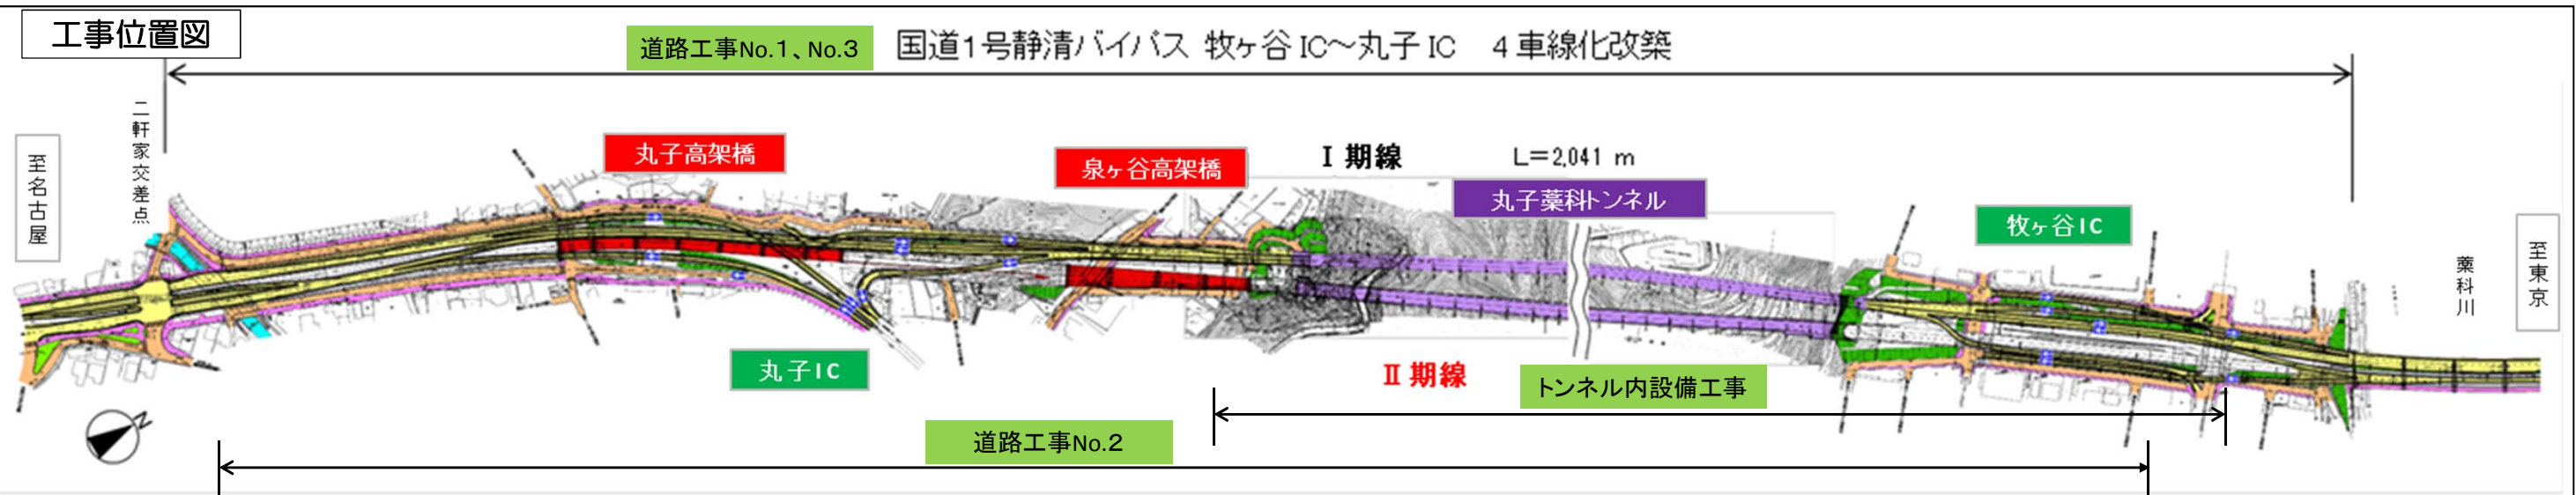 工事位置図
道路工事No.1、No.3
国道1号静清バイパス 牧ヶ谷IC～丸子IC 4車線化改築
二軒家交差点
至名古屋
丸子高架橋
泉ヶ谷高架橋
Ⅰ期線
L=2,041 m
丸子藁科トンネル
牧ヶ谷IC
藁科川
至東京
丸子IC
Ⅱ期線
トンネル内設備工事
道路工事No.2
N